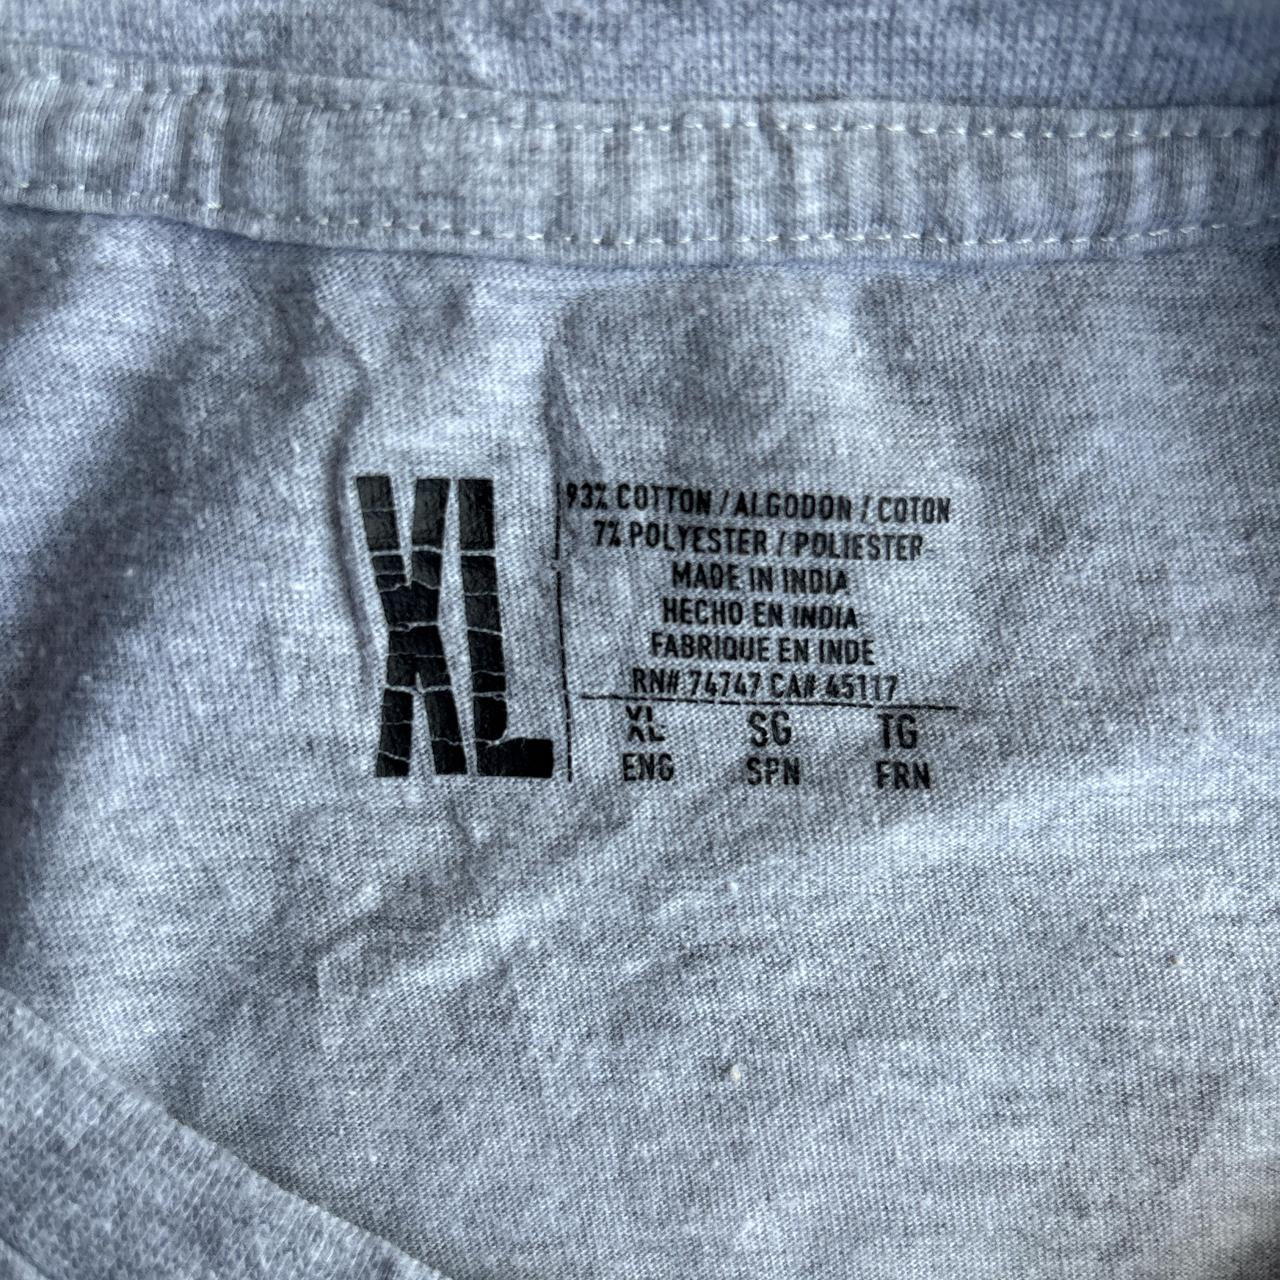 XL
93% COTTON / ALGODON / COTON
7% POLYESTER / POLIESTER
MADE IN INDIA
HECHO EN INDIA
FABRIQUE EN INDE
RN# 74747 CA# 45117
XL SG TG
ENG SPN FRN